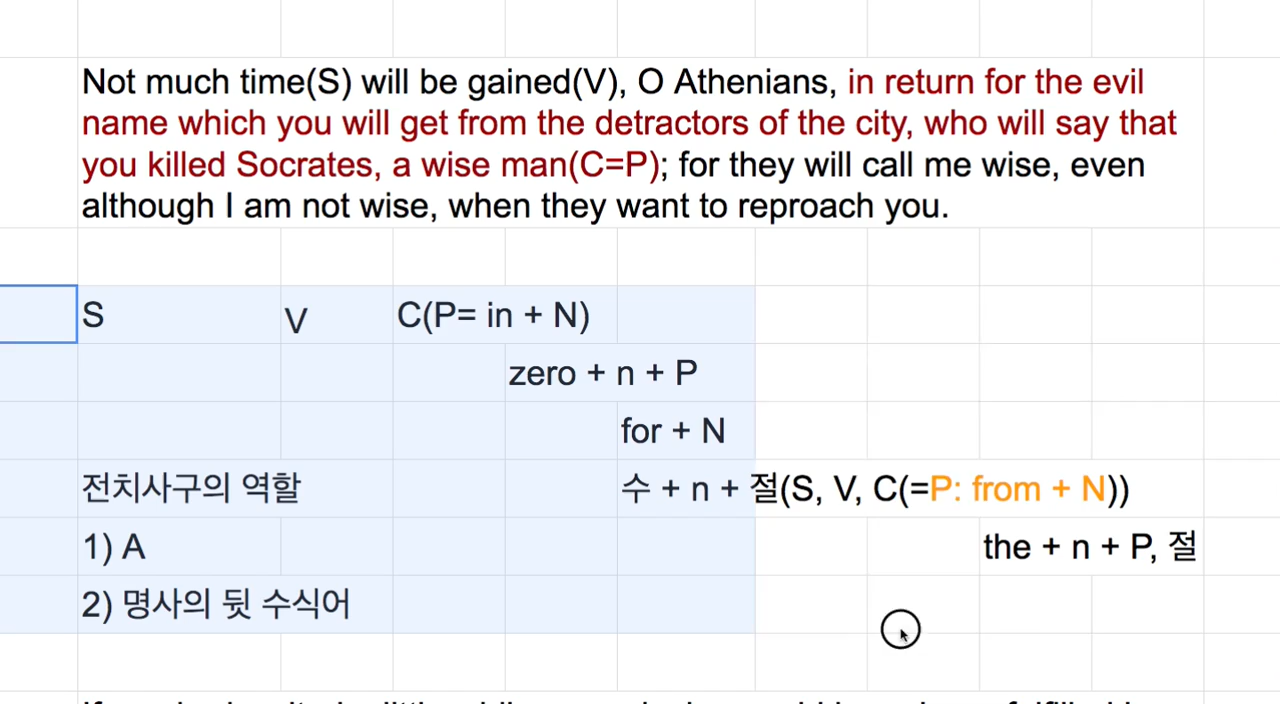 Not much time(S) will be gained(V), O Athenians, in return for the evil
name which you will get from the detractors of the city, who will say that
you killed Socrates, a wise man(C=P); for they will call me wise, even
although I am not wise, when they want to reproach you.
S V C(P= in + N)
zero + n + P
for + N
전치사구의 역할 수 + n + 절(S, V, C(=P: from + N))
1) A the + n + P, 절
2) 명사의 뒷 수식어